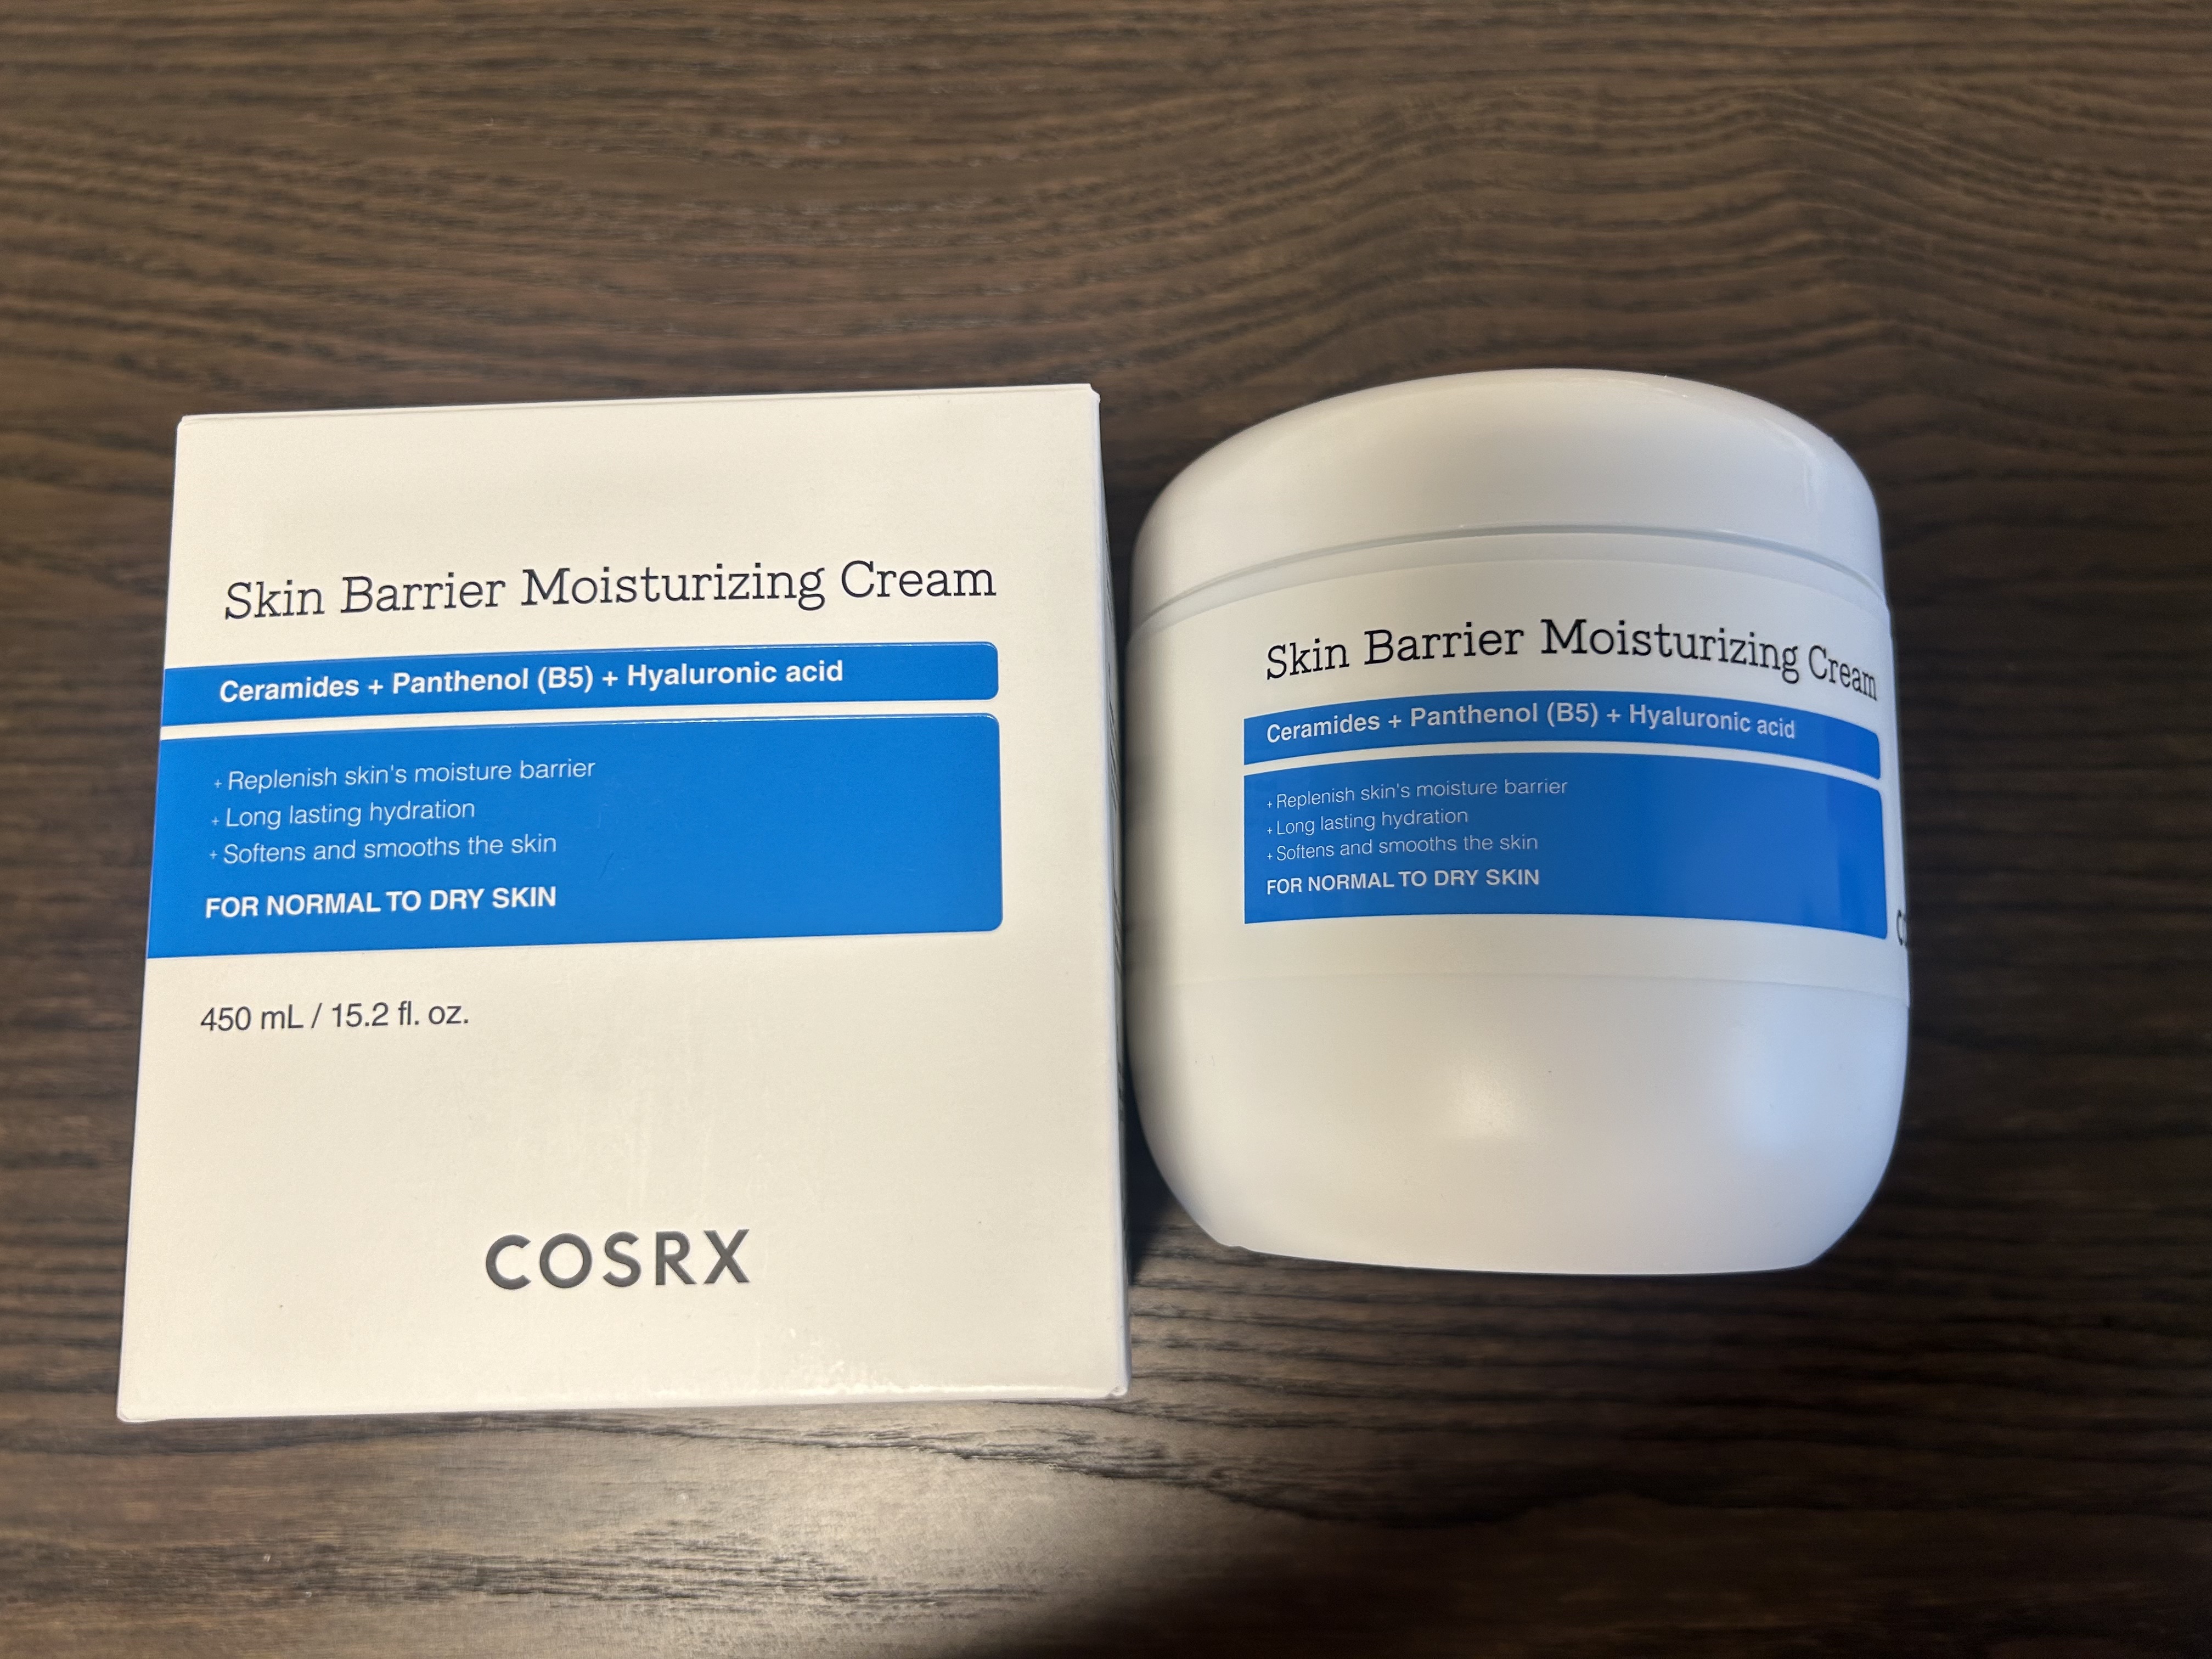 Skin Barrier Moisturizing Cream
Ceramides + Panthenol (B5) + Hyaluronic acid
+ Replenish skin's moisture barrier
+ Long lasting hydration
+ Softens and smooths the skin
FOR NORMAL TO DRY SKIN
450 mL / 15.2 fl. oz.
COSRX
Skin Barrier Moisturizing Cream
Ceramides + Panthenol (B5) + Hyaluronic acid
+ Replenish skin's moisture barrier
+ Long lasting hydration
+ Softens and smooths the skin
FOR NORMAL TO DRY SKIN